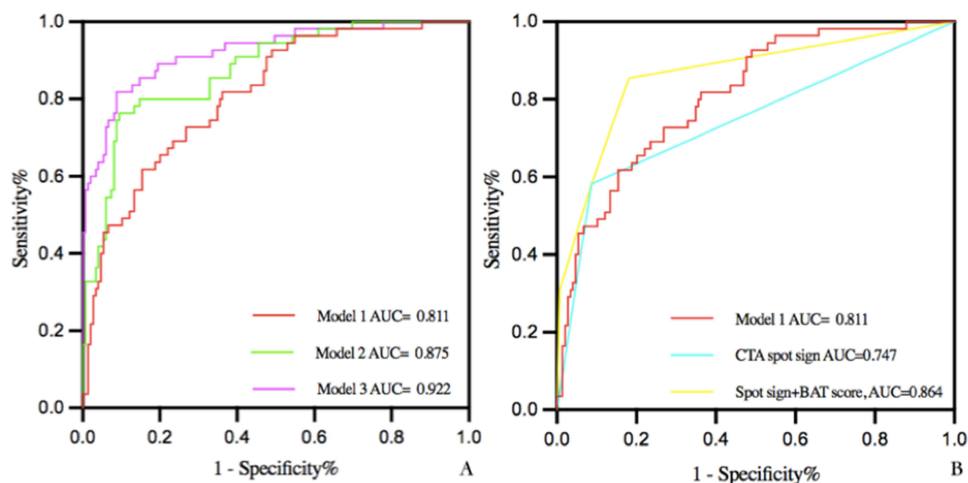 1.0
0.8
0.6
0.4
0.2
0.0
Sensitivity%
Model 1 AUC= 0.811
Model 2 AUC= 0.875
Model 3 AUC= 0.922
0.0 0.2 0.4 0.6 0.8 1.0
1 - Specificity%
A
1.0
0.8
0.6
0.4
0.2
0.0
Sensitivity%
Model 1 AUC= 0.811
CTA spot sign AUC=0.747
Spot sign+BAT score, AUC=0.864
0.0 0.2 0.4 0.6 0.8 1.0
1 - Specificity%
B